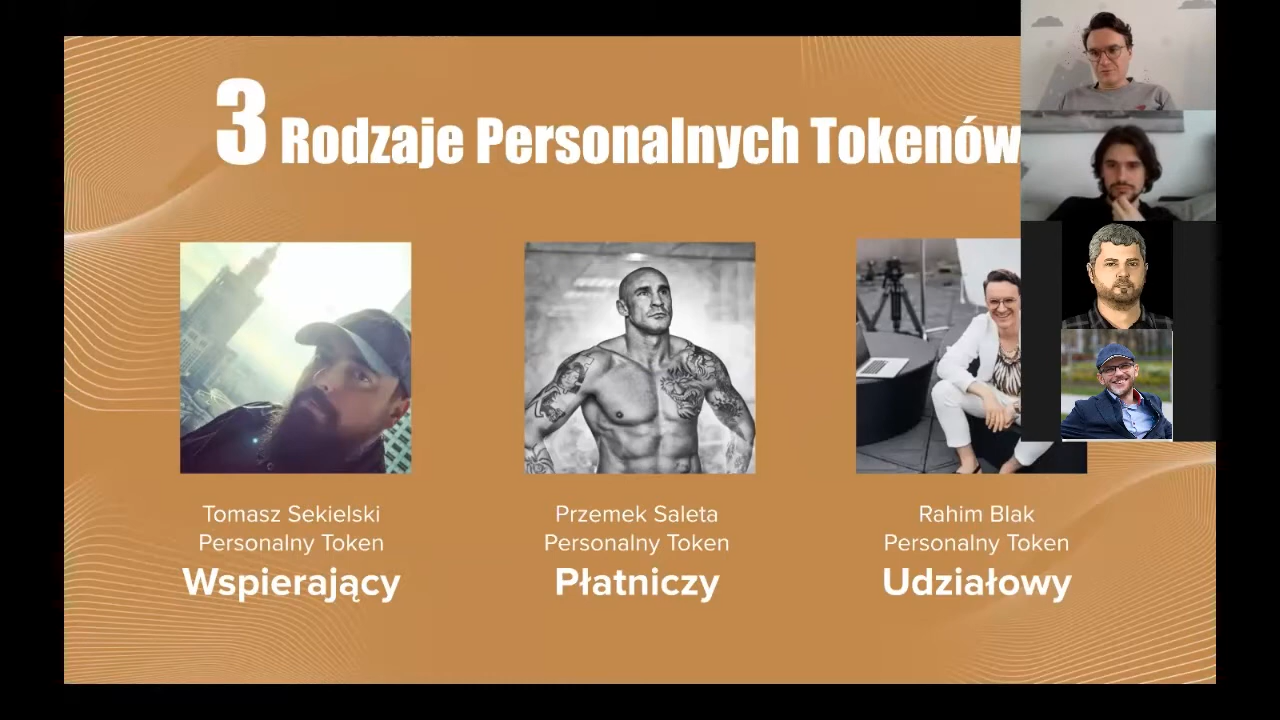 3 Rodzaje Personalnych Tokenów
Tomasz Sekielski
Personalny Token
Wspierający
Przemek Saleta
Personalny Token
Płatniczy
Rahim Blak
Personalny Token
Udziałowy